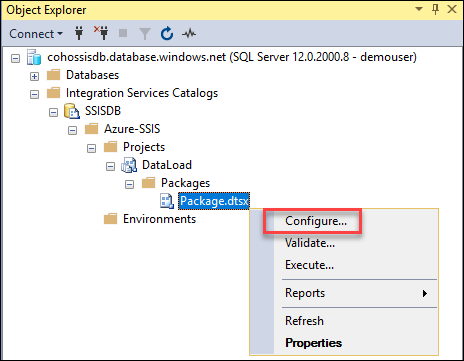 Object Explorer
Connect
cohossisdb.database.windows.net (SQL Server 12.0.2000.8 - demouser)
Databases
Integration Services Catalogs
SSISDB
Azure-SSIS
Projects
DataLoad
Packages
Package.dtsx
Environments
Configure...
Validate...
Execute...
Reports
Refresh
Properties